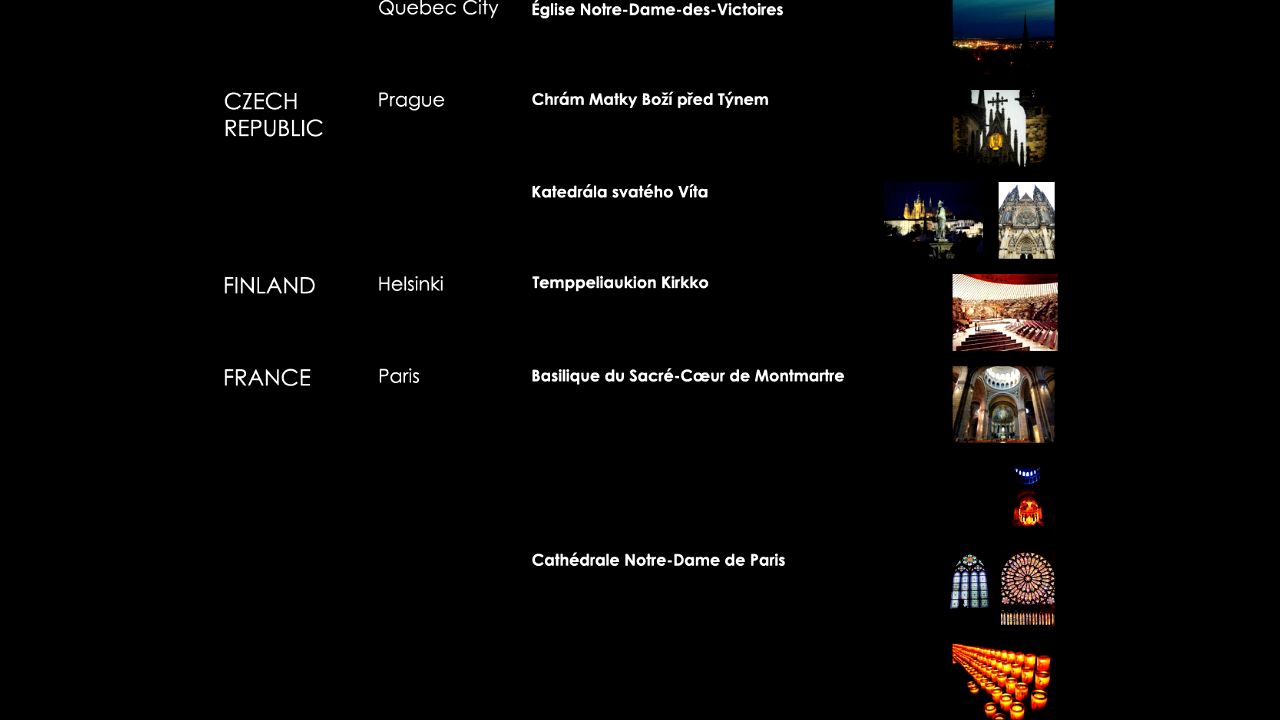 Quebec City Église Notre-Dame-des-Victoires
CZECH REPUBLIC Prague Chrám Matky Boží před Týnem
Katedrála svatého Víta
FINLAND Helsinki Temppeliaukion Kirkko
FRANCE Paris Basilique du Sacré-Cœur de Montmartre
Cathédrale Notre-Dame de Paris